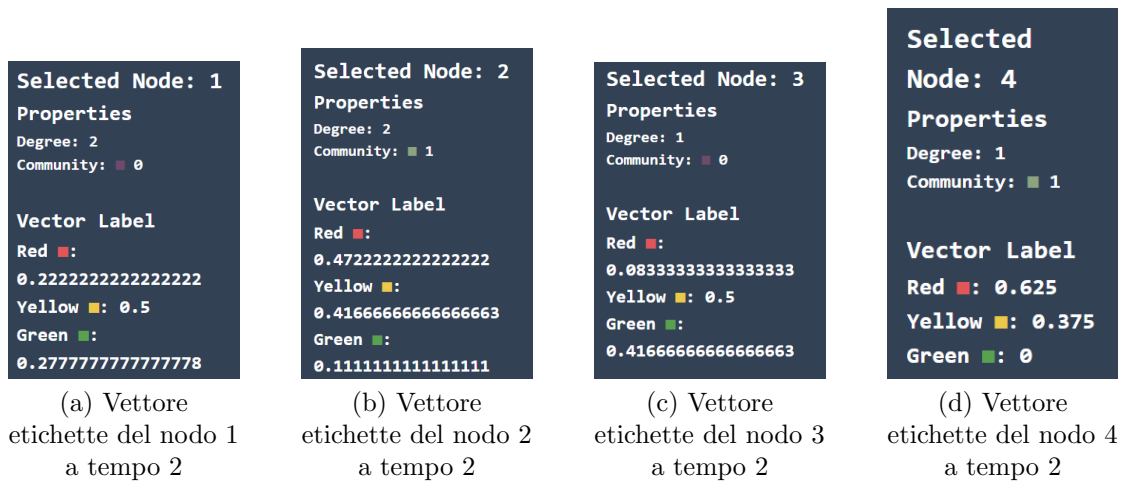 Selected Node: 1
Properties
Degree: 2
Community: 0
Vector Label
Red :
0.2222222222222222
Yellow : 0.5
Green :
0.2777777777777778
(a) Vettore
etichette del nodo 1
a tempo 2
Selected Node: 2
Properties
Degree: 2
Community: 1
Vector Label
Red :
0.4722222222222222
Yellow :
0.41666666666666663
Green :
0.1111111111111111
(b) Vettore
etichette del nodo 2
a tempo 2
Selected Node: 3
Properties
Degree: 1
Community: 0
Vector Label
Red :
0.08333333333333333
Yellow : 0.5
Green :
0.41666666666666663
(c) Vettore
etichette del nodo 3
a tempo 2
Selected
Node: 4
Properties
Degree: 1
Community: 1
Vector Label
Red : 0.625
Yellow : 0.375
Green : 0
(d) Vettore
etichette del nodo 4
a tempo 2